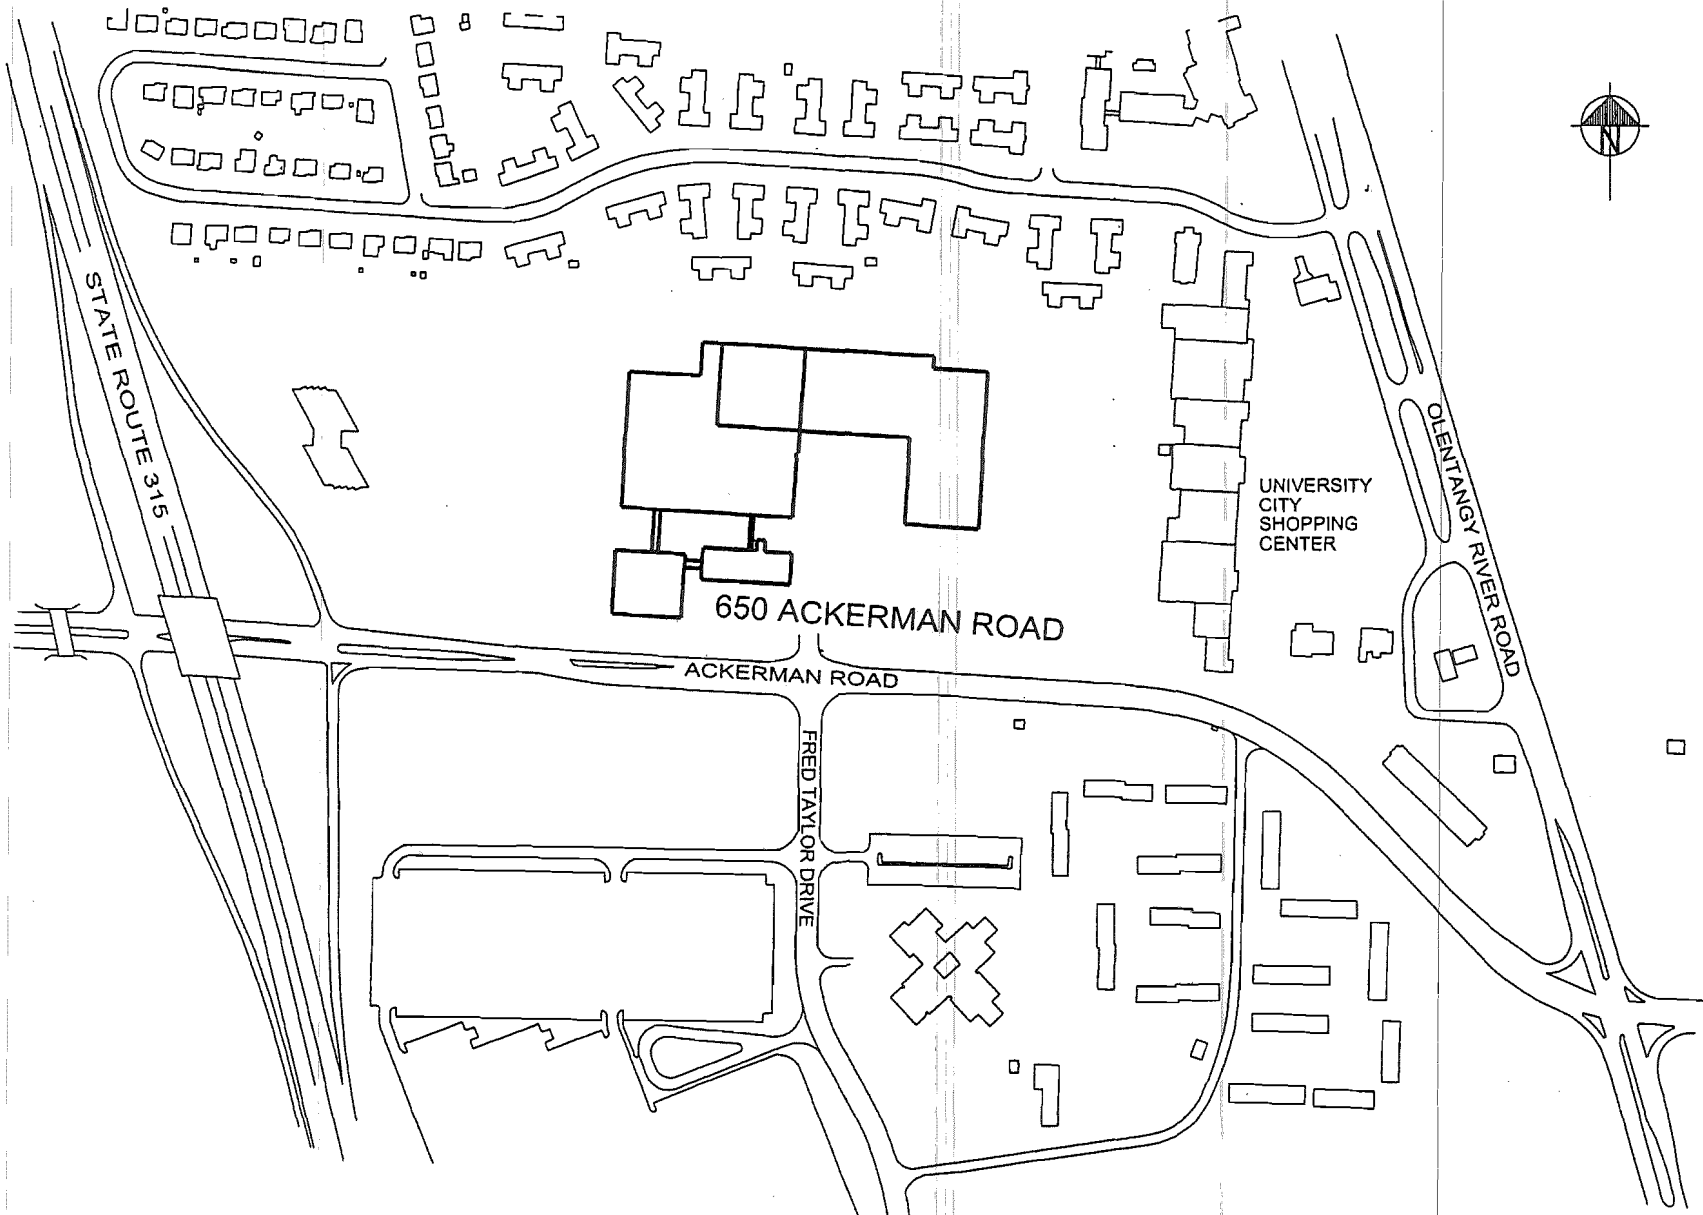 N
STATE ROUTE 315
OLENTANGY RIVER ROAD
UNIVERSITY
CITY
SHOPPING
CENTER
650 ACKERMAN ROAD
ACKERMAN ROAD
FRED TAYLOR DRIVE